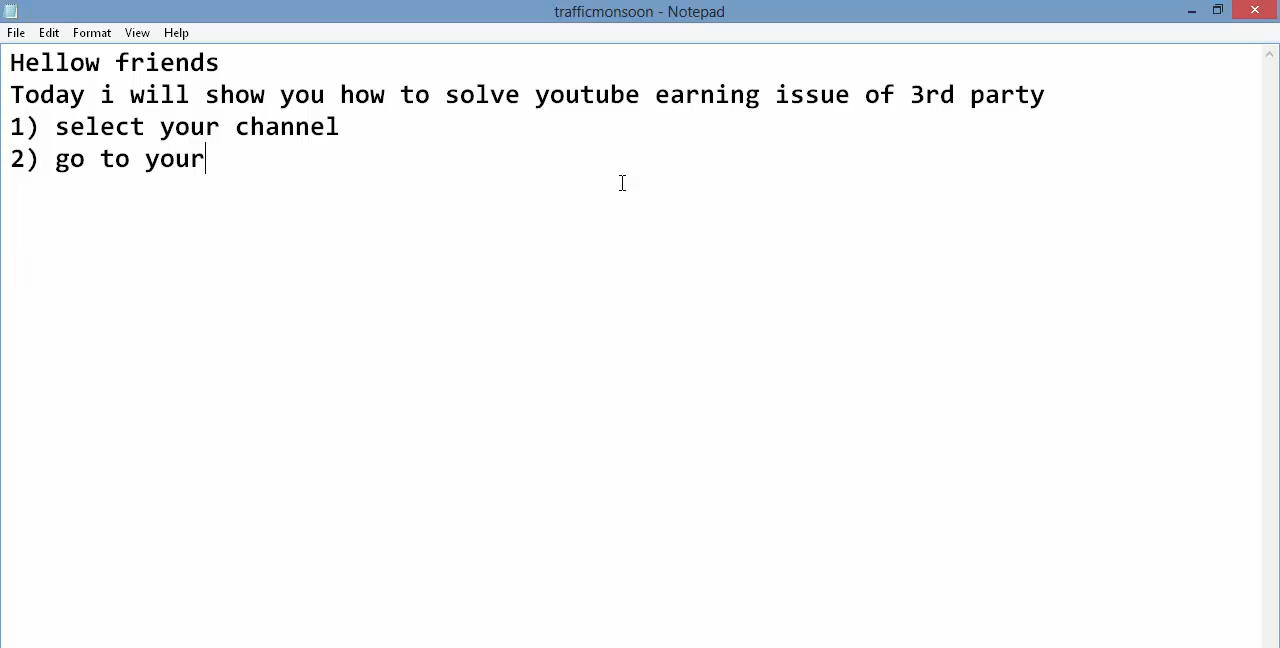 trafficmonsoon - Notepad
File Edit Format View Help
Hellow friends
Today i will show you how to solve youtube earning issue of 3rd party
1) select your channel
2) go to your